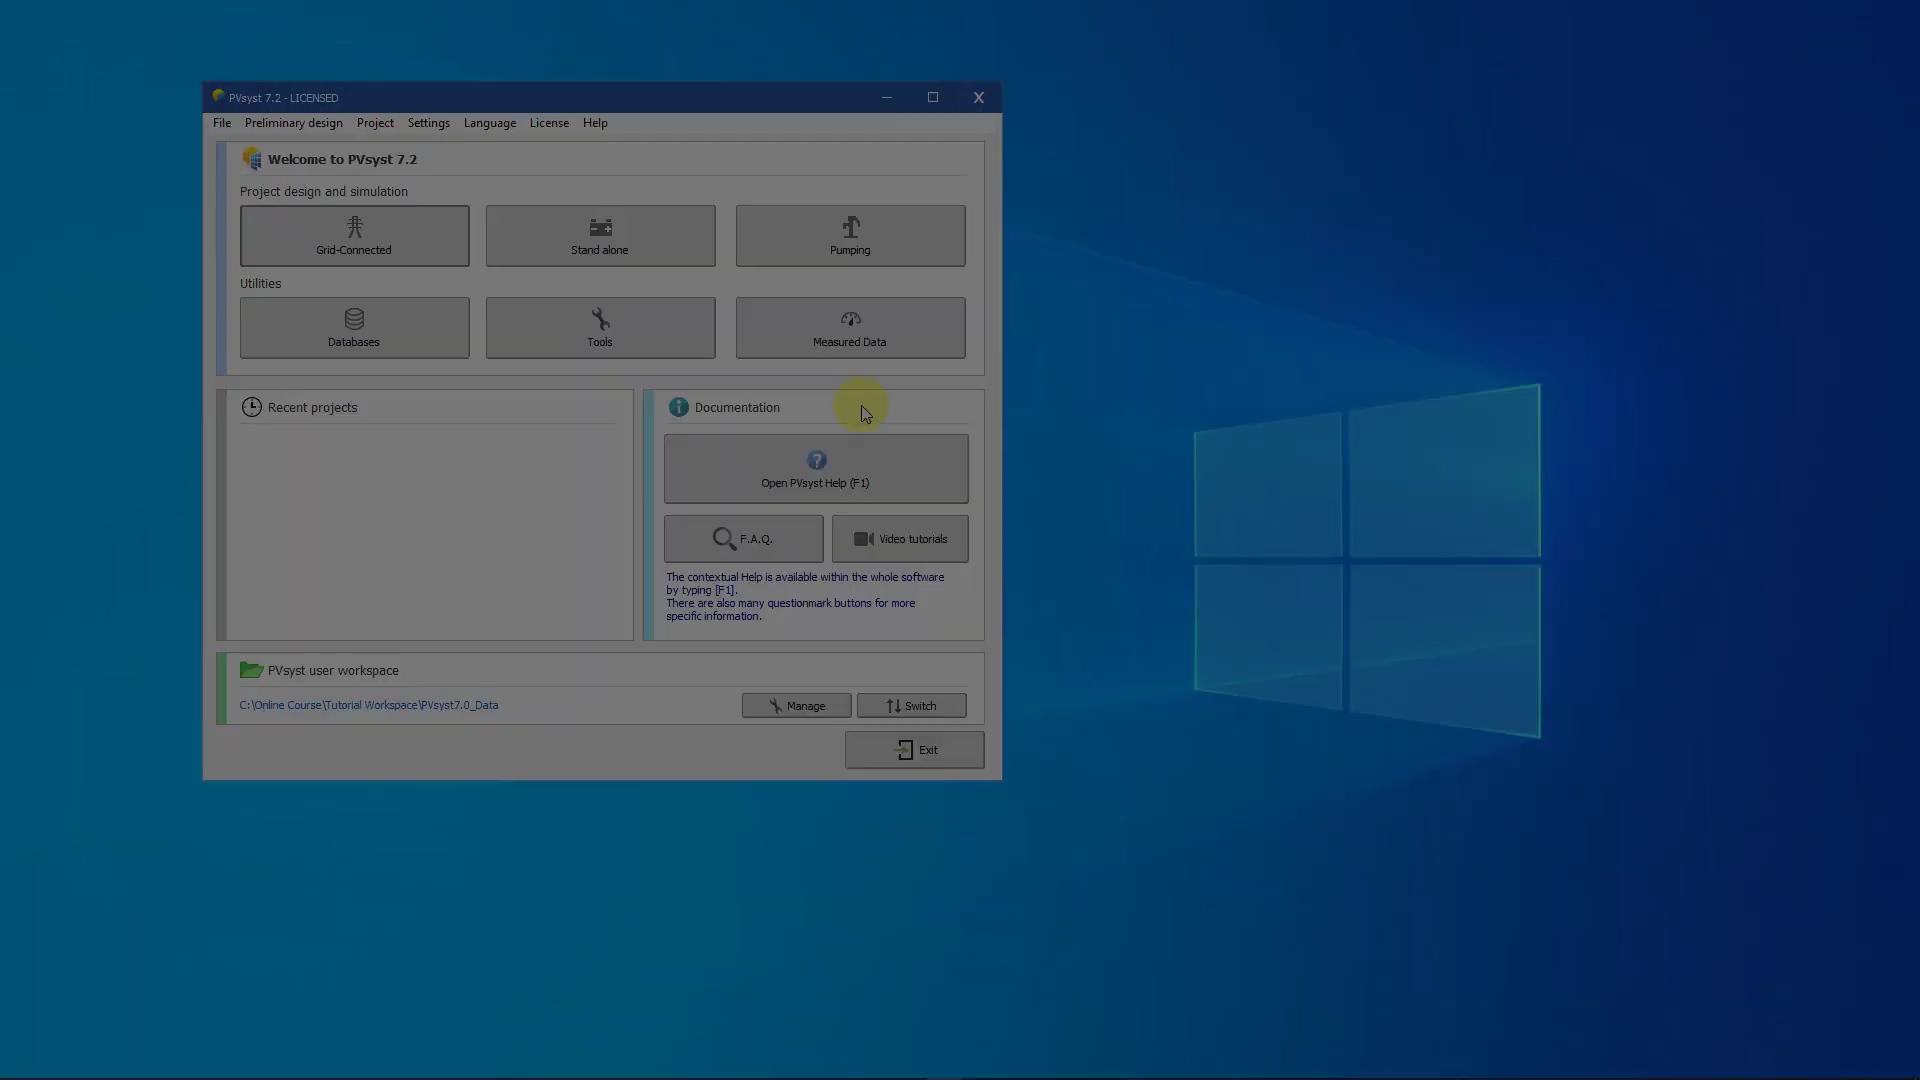 PVsyst 7.2 - LICENSED
File Preliminary design Project Settings Language License Help
Welcome to PVsyst 7.2
Project design and simulation
Grid-Connected
Stand alone
Pumping
Utilities
Databases
Tools
Measured Data
Recent projects
Documentation
Open PVsyst Help (F1)
F.A.Q.
Video tutorials
The contextual Help is available within the whole software
by typing [F1].
There are also many questionmark buttons for more
specific information.
PVsyst user workspace
C:\Online Course\Tutorial Workspace\PVsyst7.0_Data
Manage
Switch
Exit